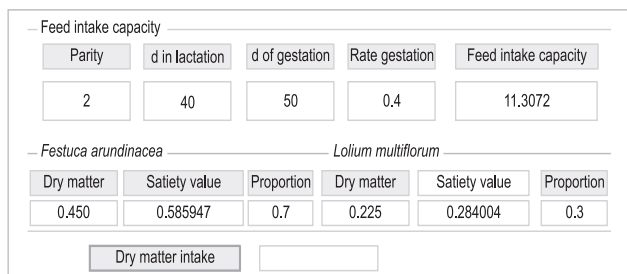 Feed intake capacity
Parity d in lactation d of gestation Rate gestation Feed intake capacity
2 40 50 0.4 11.3072
Festuca arundinacea Lolium multiflorum
Dry matter Satiety value Proportion Dry matter Satiety value Proportion
0.450 0.585947 0.7 0.225 0.284004 0.3
Dry matter intake